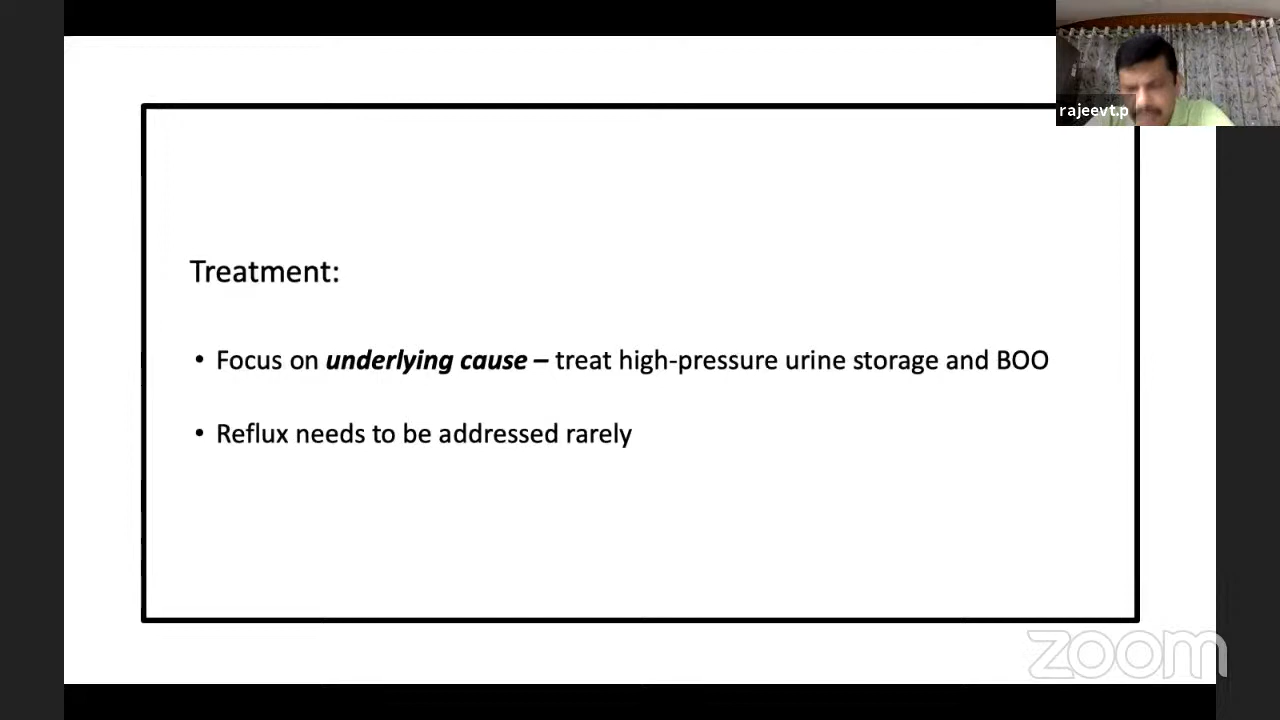 rajeevt.p
Treatment:
• Focus on underlying cause – treat high-pressure urine storage and BOO
• Reflux needs to be addressed rarely
zoom